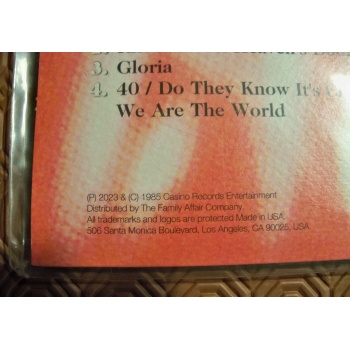 3. Gloria
4. 40 / Do They Know It's
We Are The World
(P) 2023 & (C) 1985 Casino Records Entertainment
Distributed by The Family Affair Company.
All trademarks and logos are protected Made in USA
506 Santa Monica Boulevard, Los Angeles, CA 90025, USA